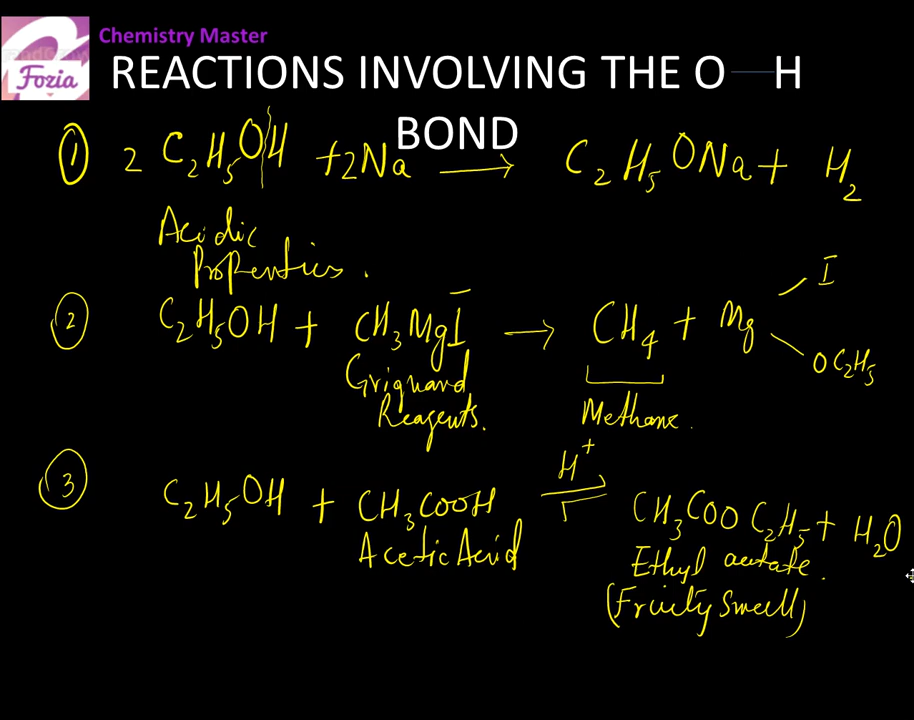 Chemistry Master
Fozia
REACTIONS INVOLVING THE O—H
BOND
① 2 C₂H₅OH + 2Na ⟶ C₂H₅ONa + H₂
Acidic
Properties.
② C₂H₅OH + CH₃MgI ⟶ CH₄ + Mg
I
OC₂H₅
Grignard
Reagents.
Methane.
③ C₂H₅OH + CH₃COOH ⇌ CH₃COOC₂H₅ + H₂O
H⁺
Acetic Acid
Ethyl acetate.
(Fruity Smell)